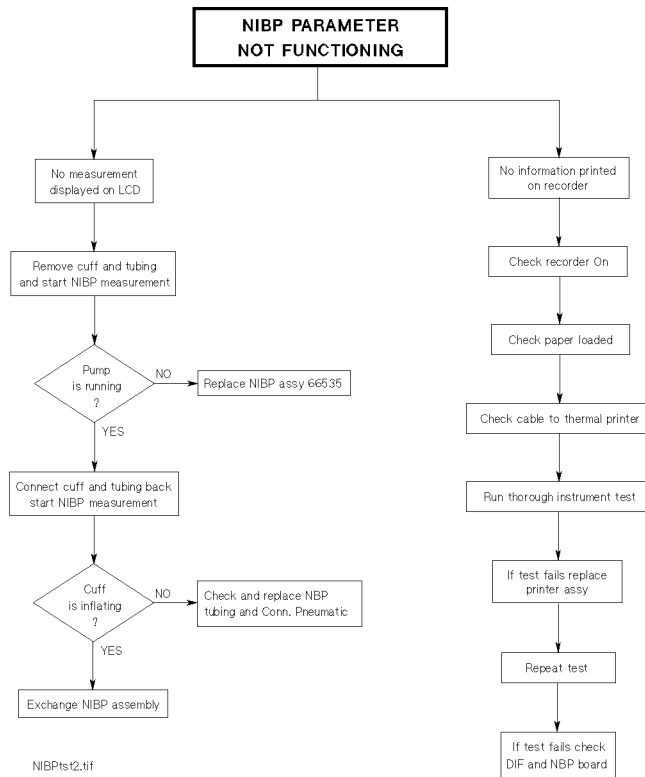 NIBP PARAMETER
NOT FUNCTIONING
No measurement
displayed on LCD
Remove cuff and tubing
and start NIBP measurement
Pump
is running
?
NO
Replace NIBP assy 66535
YES
Connect cuff and tubing back
start NIBP measurement
Cuff
is inflating
?
NO
Check and replace NBP
tubing and Conn. Pneumatic
YES
Exchange NIBP assembly
No information printed
on recorder
Check recorder On
Check paper loaded
Check cable to thermal printer
Run thorough instrument test
If test fails replace
printer assy
Repeat test
If test fails check
DIF and NBP board
NIBPtst2.tif